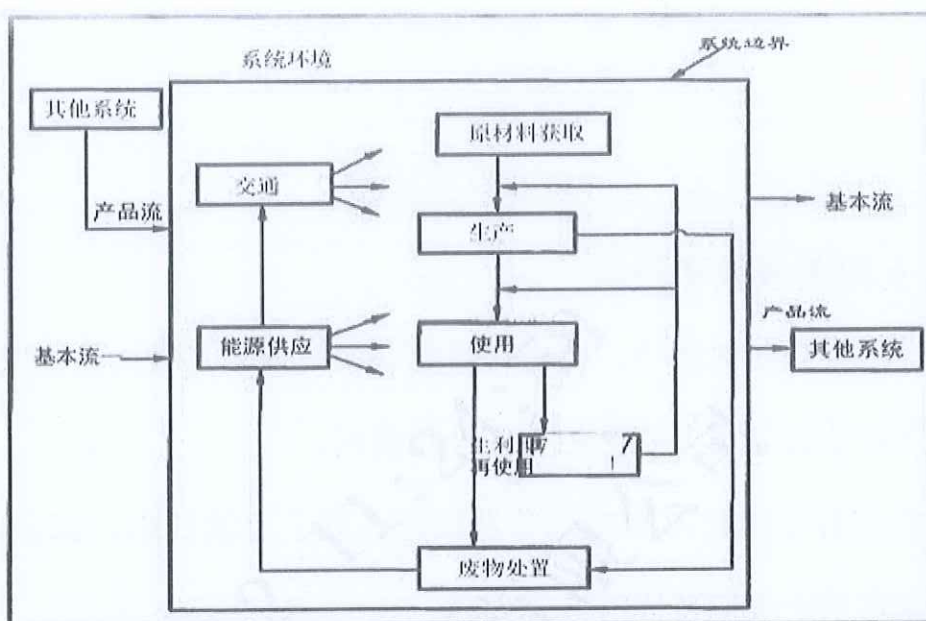 系统环境
系统边界
其他系统
原材料获取
交通
产品流
基本流
生产
产品流
能源供应
使用
基本流
其他系统
再使用
废物处置